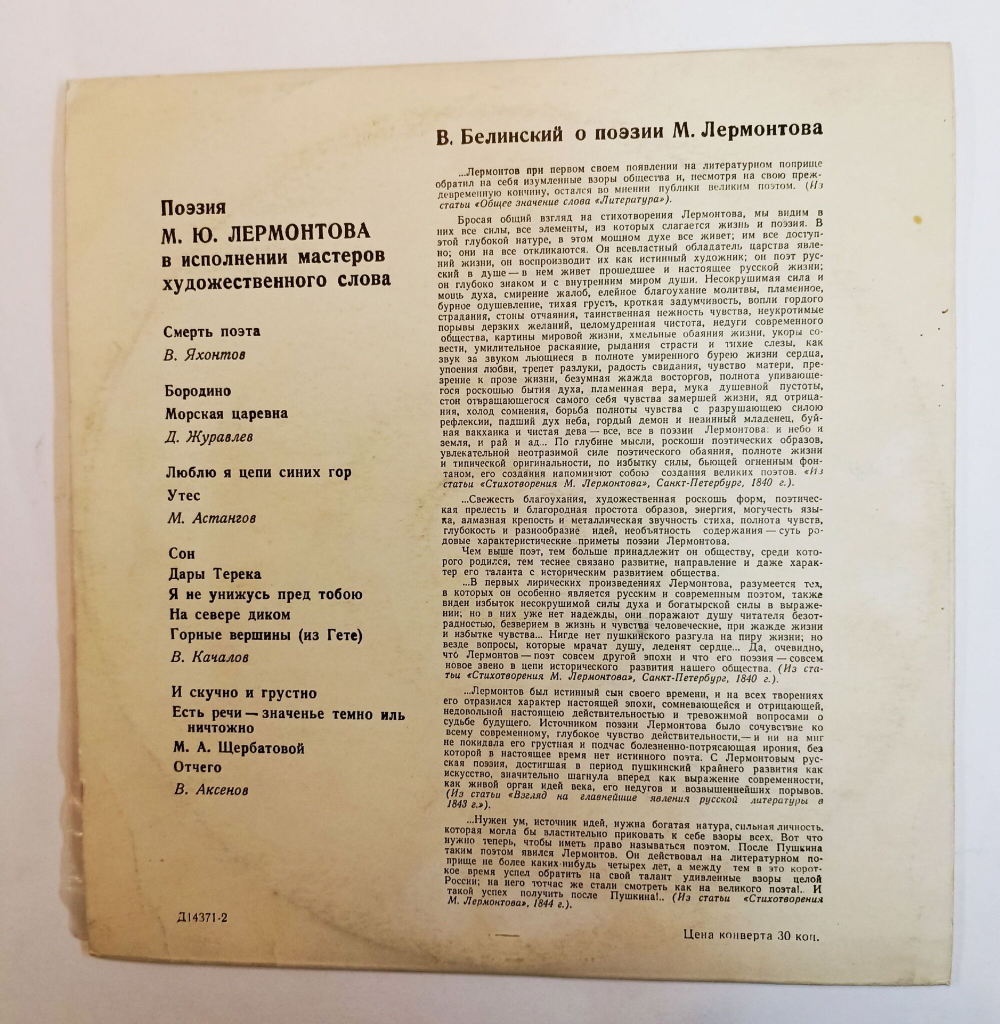 Поэзия
М. Ю. ЛЕРМОНТОВА
в исполнении мастеров
художественного слова
Смерть поэта
В. Яхонтов
Бородино
Морская царевна
Д. Журавлев
Люблю я цепи синих гор
Утес
М. Астангов
Сон
Дары Терека
Я не унижусь пред тобою
На севере диком
Горные вершины (из Гете)
В. Качалов
И скучно и грустно
Есть речи — значенье темно иль
ничтожно
М. А. Щербатовой
Отчего
В. Аксенов
Д14371-2
В. Белинский о поэзии М. Лермонтова
...Лермонтов при первом своем появлении на литературном поприще
обратил на себя изумленные взоры общества и, несмотря на свою преж-
девременную кончину, остался во мнении публики великим поэтом. (Из
статьи «Общее значение слова «Литература»).
Бросая общий взгляд на стихотворения Лермонтова, мы видим в
них все силы, все элементы, из которых слагается жизнь и поэзия. В
этой глубокой натуре, в этом мощном духе все живет; им все доступ-
но; они на все откликаются. Он всевластный обладатель царства явле-
ний жизни, он воспроизводит их как истинный художник; он поэт рус-
ский в душе — в нем живет прошедшее и настоящее русской жизни;
он глубоко знаком и с внутренним миром души. Несокрушимая сила и
мощь духа, смирение жалоб, елейное благоухание молитвы, пламенное,
бурное одушевление, тихая грусть, кроткая задумчивость, вопли гордого
страдания, стоны отчаяния, таинственная нежность чувства, неукротимые
порывы дерзких желаний, целомудренная чистота, недуги современного
общества, картины мировой жизни, хмельные обаяния жизни, укоры со-
вести, умилительное раскаяние, рыдания страсти и тихие слезы, как
звук за звуком льющиеся в полноте умиренного бурею жизни сердца,
упоения любви, трепет разлуки, радость свидания, чувство матери, пре-
зрение к прозе жизни, безумная жажда восторгов, полнота упивающе-
гося роскошью бытия духа, пламенная вера, мука душевной пустоты,
стон отвращающегося самого себя чувства замершей жизни, яд отрица-
ния, холод сомнения, борьба полноты чувства с разрушающею силою
рефлексии, падший дух неба, гордый демон и невинный младенец, буй-
ная вакханка и чистая дева — все, все в поэзии Лермонтова: и небо и
земля, и рай и ад... По глубине мысли, роскоши поэтических образов,
увлекательной неотразимой силе поэтического обаяния, полноте жизни
и типической оригинальности, по избытку силы, бьющей огненным фон-
таном, его создания напоминают собою создания великих поэтов. «Из
статьи «Стихотворения М. Лермонтова», Санкт-Петербург, 1840 г.).
...Свежесть благоухания, художественная роскошь форм, поэтичес-
кая прелесть и благородная простота образов, энергия, могучесть язы-
ка, алмазная крепость и металлическая звучность стиха, полнота чувств,
глубокость и разнообразие идей, необъятность содержания — суть ро-
довые характеристические приметы поэзии Лермонтова.
Чем выше поэт, тем больше принадлежит он обществу, среди кото-
рого родился, тем теснее связано развитие, направление и даже харак-
тер его таланта с историческим развитием общества.
...В первых лирических произведениях Лермонтова, разумеется тех,
в которых он особенно является русским и современным поэтом, также
виден избыток несокрушимой силы духа и богатырской силы в выраже-
нии; но в них уже нет надежды, они поражают душу читателя безот-
радностью, безверием в жизнь и чувства человеческие, при жажде жизни
и избытке чувства... Нигде нет пушкинского разгула на пиру жизни; но
везде вопросы, которые мрачат душу, леденят сердце... Да, очевидно,
что Лермонтов — поэт совсем другой эпохи и что его поэзия — совсем
новое звено в цепи исторического развития нашего общества. (Из ста-
тьи «Стихотворения М. Лермонтова», Санкт-Петербург, 1840 г.).
...Лермонтов был истинный сын своего времени, и на всех творениях
его отразился характер настоящей эпохи, сомневающейся и отрицающей,
недовольной настоящею действительностью и тревожимой вопросами о
судьбе будущего. Источником поэзии Лермонтова было сочувствие ко
всему современному, глубокое чувство действительности,— и ни на миг
не покидала его грустная и подчас болезненно-потрясающая ирония, без
которой в настоящее время нет истинного поэта. С Лермонтовым рус-
ская поэзия, достигшая в период пушкинский крайнего развития как
искусство, значительно шагнула вперед как выражение современности,
как живой орган идей века, его недугов и возвышеннейших порывов.
(Из статьи «Взгляд на главнейшие явления русской литературы в
1843 г.»).
...Нужен ум, источник идей, нужна богатая натура, сильная личность,
которая могла бы властительно приковать к себе взоры всех. Вот что
нужно теперь, чтобы иметь право называться поэтом. После Пушкина
таким поэтом явился Лермонтов. Он действовал на литературном по-
прище не более каких-нибудь четырех лет, а между тем в это корот-
кое время успел обратить на свой талант удивленные взоры целой
России; на него тотчас же стали смотреть как на великого поэта!.. И
такой успех получить после Пушкина!.. (Из статьи «Стихотворения
М. Лермонтова», 1844 г.).
Цена конверта 30 коп.